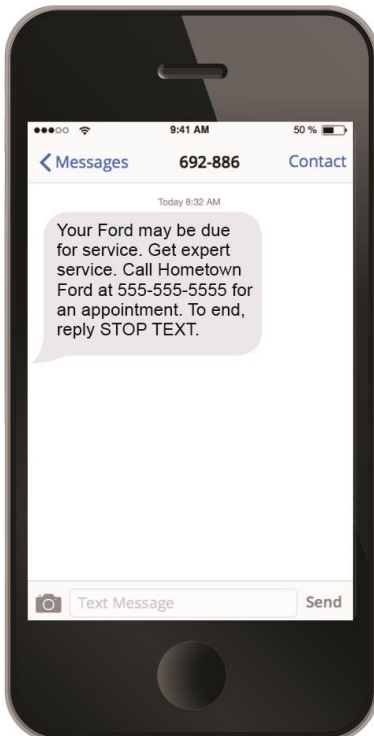 9:41 AM 50 %
Messages 692-886 Contact
Today 8:32 AM
Your Ford may be due
for service. Get expert
service. Call Hometown
Ford at 555-555-5555 for
an appointment. To end,
reply STOP TEXT.
Text Message Send